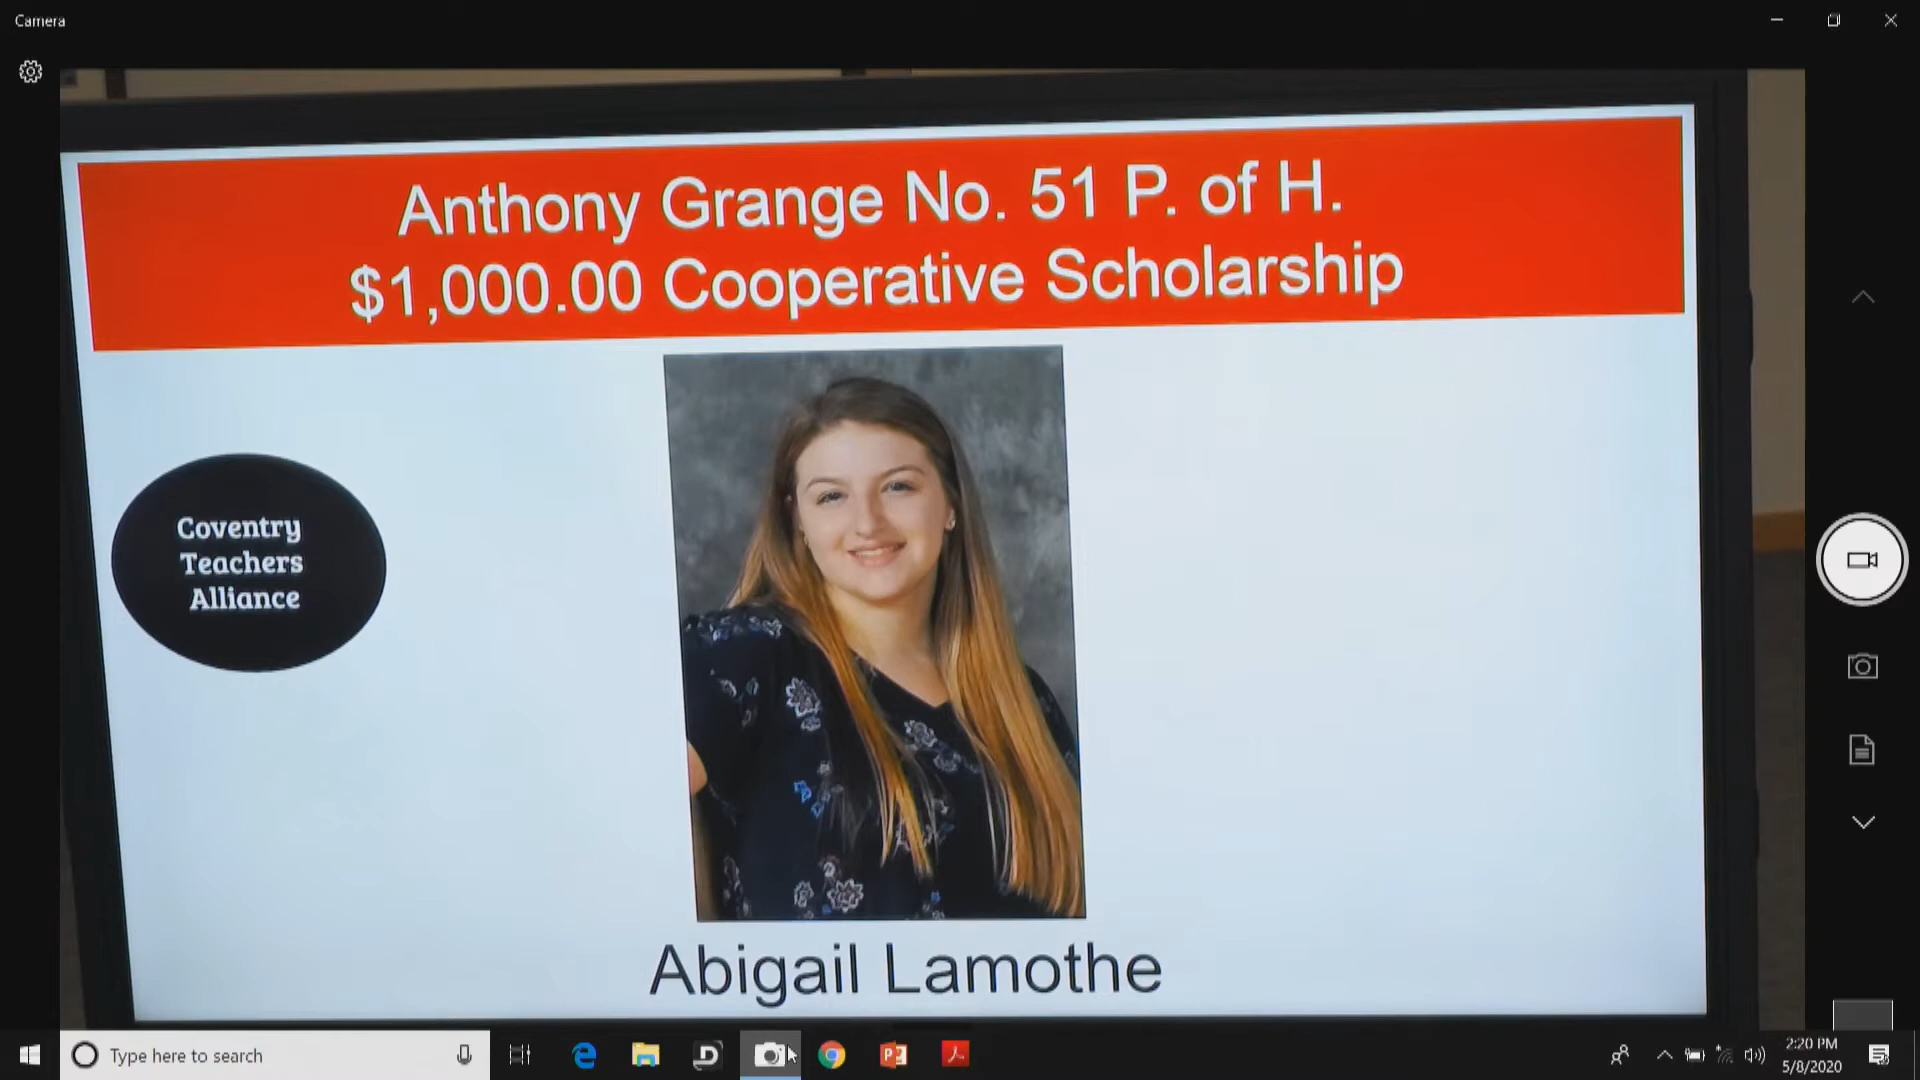 Camera
Anthony Grange No. 51 P. of H.
$1,000.00 Cooperative Scholarship
Coventry
Teachers
Alliance
Abigail Lamothe
Type here to search
2:20 PM
5/8/2020